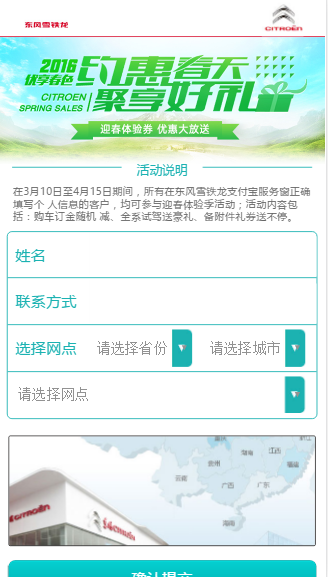 东风雪铁龙
CITROËN
2016
优享春色
约惠春天
CITROËN
SPRING SALES
聚享好礼
迎春体验券 优惠大放送
活动说明
在3月10日至4月15日期间，所有在东风雪铁龙支付宝服务窗正确
填写个 人信息的客户，均可参与迎春体验季活动；活动内容包
括：购车订金随机 减、全系试驾送豪礼、备附件礼券送不停。
姓名
联系方式
选择网点
请选择省份
请选择城市
请选择网点
湖南
江西
贵州
福建
云南
广西
广东
海南
CITROËN
确认提交